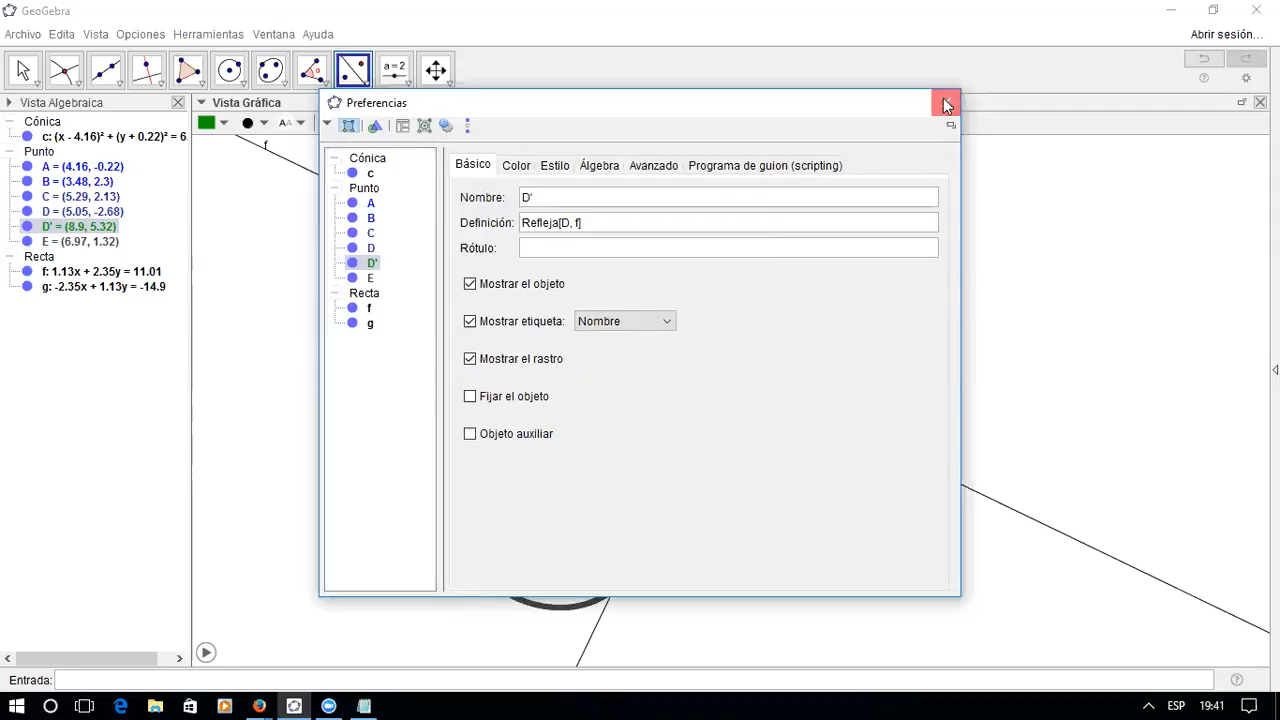 GeoGebra
Archivo Edita Vista Opciones Herramientas Ventana Ayuda
Abrir sesión...
a = 2
Vista Algebraica
Vista Gráfica
AA
Cónica
c: (x - 4.16)² + (y + 0.22)² = 6.
Punto
A = (4.16, -0.22)
B = (3.48, 2.3)
C = (5.29, 2.13)
D = (5.05, -2.68)
D' = (8.9, 5.32)
E = (6.97, 1.32)
Recta
f: 1.13x + 2.35y = 11.01
g: -2.35x + 1.13y = -14.9
f
Preferencias
Cónica
c
Punto
A
B
C
D
D'
E
Recta
f
g
Básico Color Estilo Álgebra Avanzado Programa de guion (scripting)
Nombre: D'
Definición: Refleja[D, f]
Rótulo:
Mostrar el objeto
Mostrar etiqueta: Nombre
Mostrar el rastro
Fijar el objeto
Objeto auxiliar
Entrada:
ESP 19:41